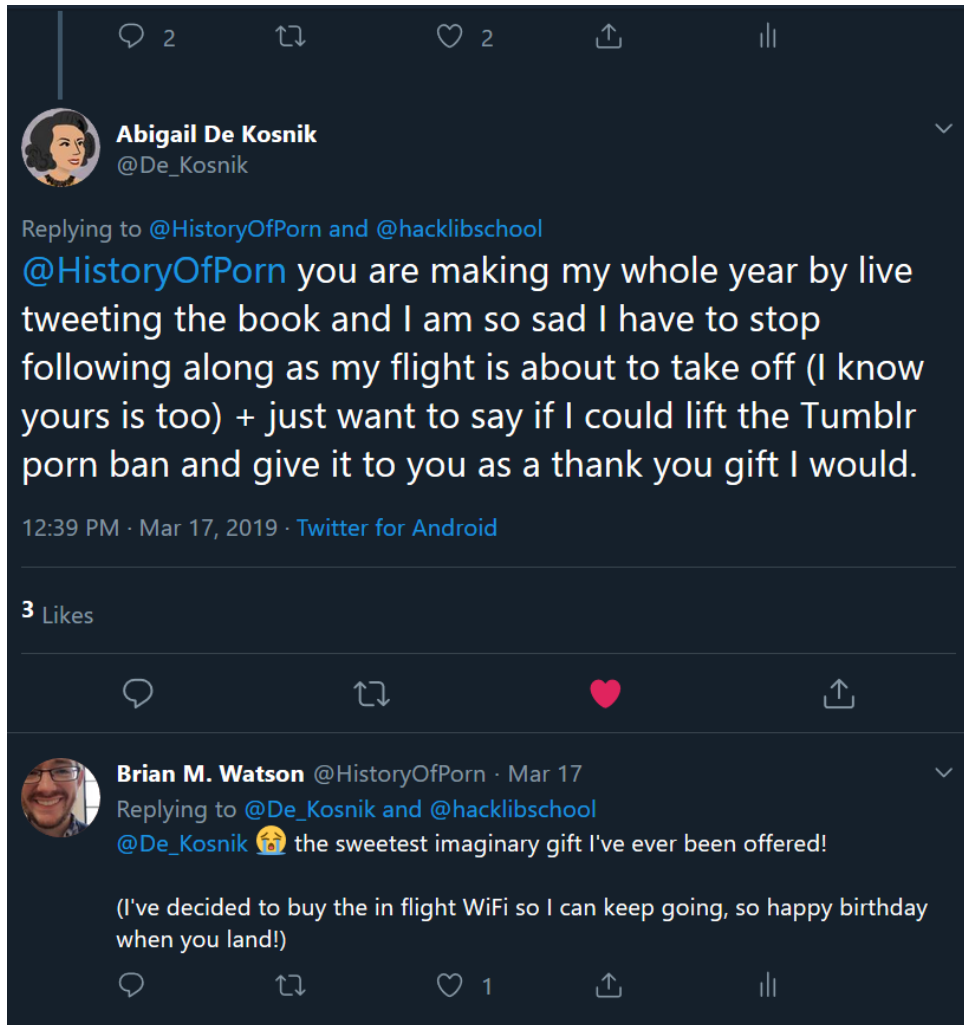 2 2
Abigail De Kosnik
@De_Kosnik
Replying to @HistoryOfPorn and @hacklibschool
@HistoryOfPorn you are making my whole year by live
tweeting the book and I am so sad I have to stop
following along as my flight is about to take off (I know
yours is too) + just want to say if I could lift the Tumblr
porn ban and give it to you as a thank you gift I would.
12:39 PM · Mar 17, 2019 · Twitter for Android
3 Likes
Brian M. Watson @HistoryOfPorn · Mar 17
Replying to @De_Kosnik and @hacklibschool
@De_Kosnik 😭 the sweetest imaginary gift I've ever been offered!
(I've decided to buy the in flight WiFi so I can keep going, so happy birthday
when you land!)
1